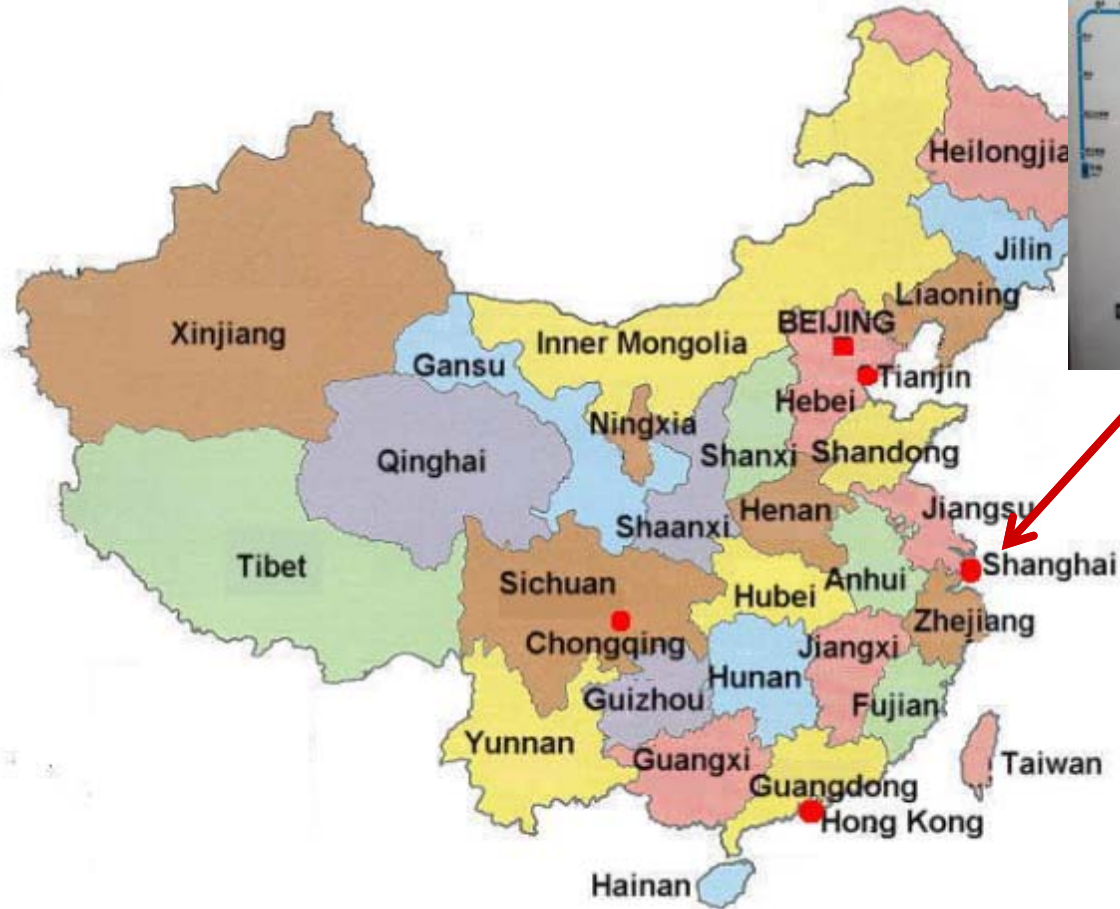 Heilongjia
Jilin
Liaoning
BEIJING
Xinjiang
Inner Mongolia
Gansu
Tianjin
Hebei
Ningxia
Shanxi
Shandong
Qinghai
Jiangsu
Henan
Shaanxi
Shanghai
Tibet
Sichuan
Anhui
Hubei
Zhejiang
Chongqing
Jiangxi
Hunan
Guizhou
Fujian
Yunnan
Guangxi
Taiwan
Guangdong
Hong Kong
Hainan